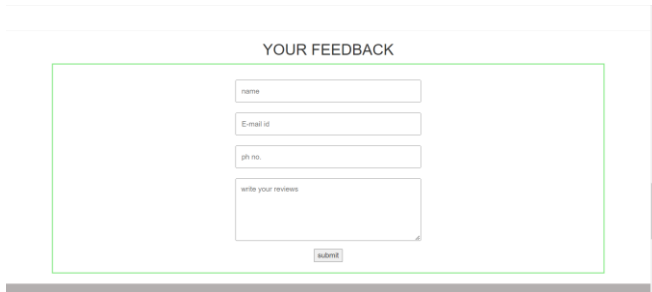 YOUR FEEDBACK
name
E-mail id
ph no.
write your reviews
submit